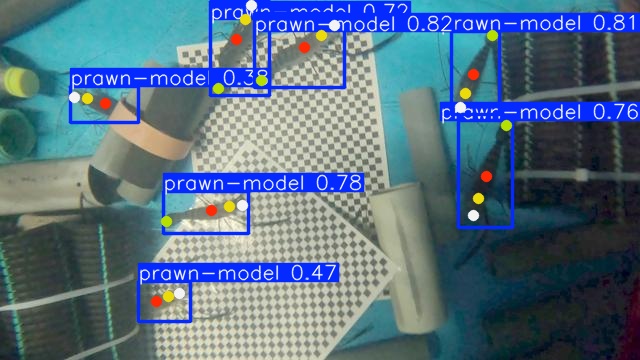 prawn-model 0.72
prawn-model 0.82
rawn-model 0.81
prawn-model 0.38
prawn-model 0.76
prawn-model 0.78
prawn-model 0.47